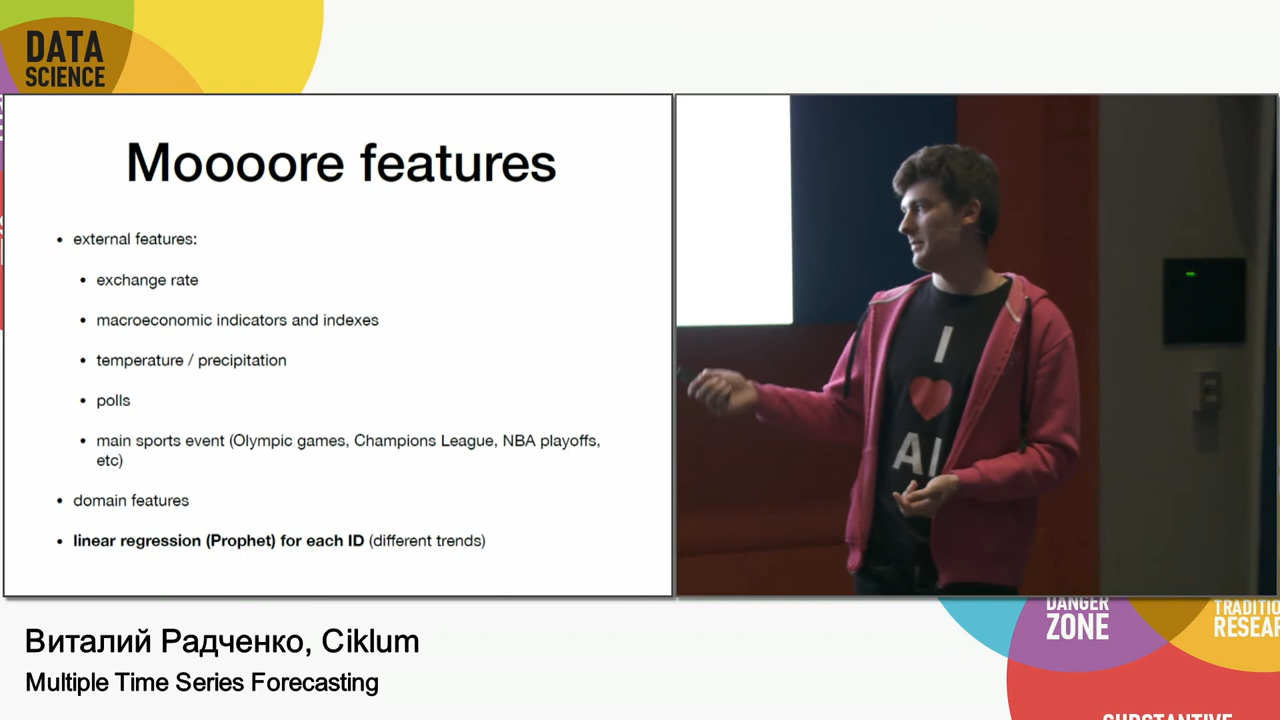 DATA
SCIENCE
Moooore features
• external features:
• exchange rate
• macroeconomic indicators and indexes
• temperature / precipitation
• polls
• main sports event (Olympic games, Champions League, NBA playoffs,
etc)
• domain features
• linear regression (Prophet) for each ID (different trends)
I
AI
DANGER
ZONE
RESEAR
Виталий Радченко, Ciklum
Multiple Time Series Forecasting
SUBSTANTIVE